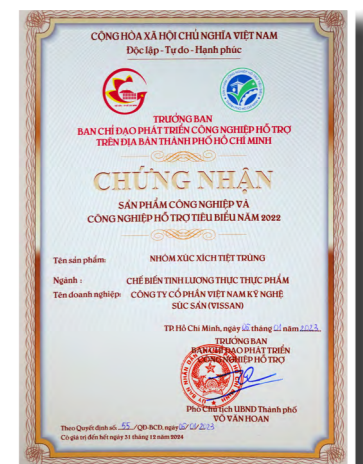 CỘNG HÒA XÃ HỘI CHỦ NGHĨA VIỆT NAM
Độc lập - Tự do - Hạnh phúc
TRƯỞNG BAN
BAN CHỈ ĐẠO PHÁT TRIỂN CÔNG NGHIỆP HỖ TRỢ
TRÊN ĐỊA BÀN THÀNH PHỐ HỒ CHÍ MINH
CHỨNG NHẬN
SẢN PHẨM CÔNG NGHIỆP VÀ
CÔNG NGHIỆP HỖ TRỢ TIÊU BIỂU NĂM 2022
Tên sản phẩm: NHÓM XÚC XÍCH TIỆT TRÙNG
Ngành : CHẾ BIẾN TINH LƯƠNG THỰC THỰC PHẨM
Tên doanh nghiệp: CÔNG TY CỔ PHẦN VIỆT NAM KỸ NGHỆ
SÚC SẢN (VISSAN)
TP. Hồ Chí Minh, ngày 05 tháng 01 năm 2023
TRƯỞNG BAN
BAN CHỈ ĐẠO PHÁT TRIỂN
CÔNG NGHIỆP HỖ TRỢ
Phó Chủ tịch UBND Thành phố
VÕ VĂN HOAN
Theo Quyết định số: 55 /QĐ-BCĐ, ngày 05/01/2023
Có giá trị đến hết ngày 31 tháng 12 năm 2024